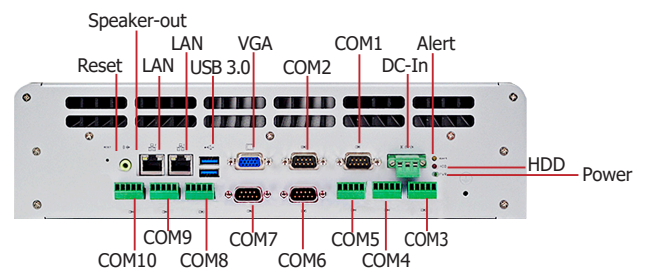 Speaker-out
LAN VGA COM1 Alert
Reset LAN USB 3.0 COM2 DC-In
HDD
Power
COM9 COM7 COM5 COM3
COM10 COM8 COM6 COM4